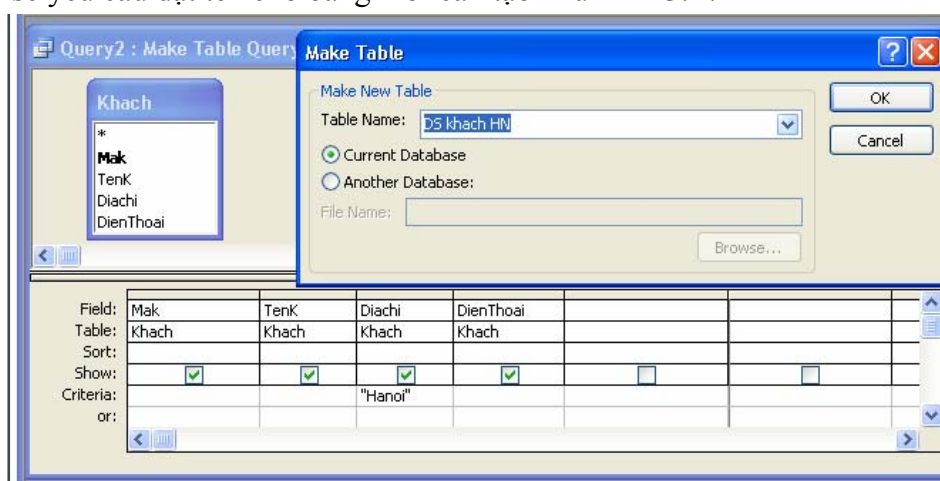 Query2 : Make Table Query
Make Table
Khach
*
Mak
TenK
Diachi
DienThoai
Make New Table
Table Name: DS khach HN
Current Database
Another Database:
File Name:
Browse...
OK
Cancel
Field: Mak TenK Diachi DienThoai
Table: Khach Khach Khach Khach
Sort:
Show:
Criteria: "Hanoi"
or: